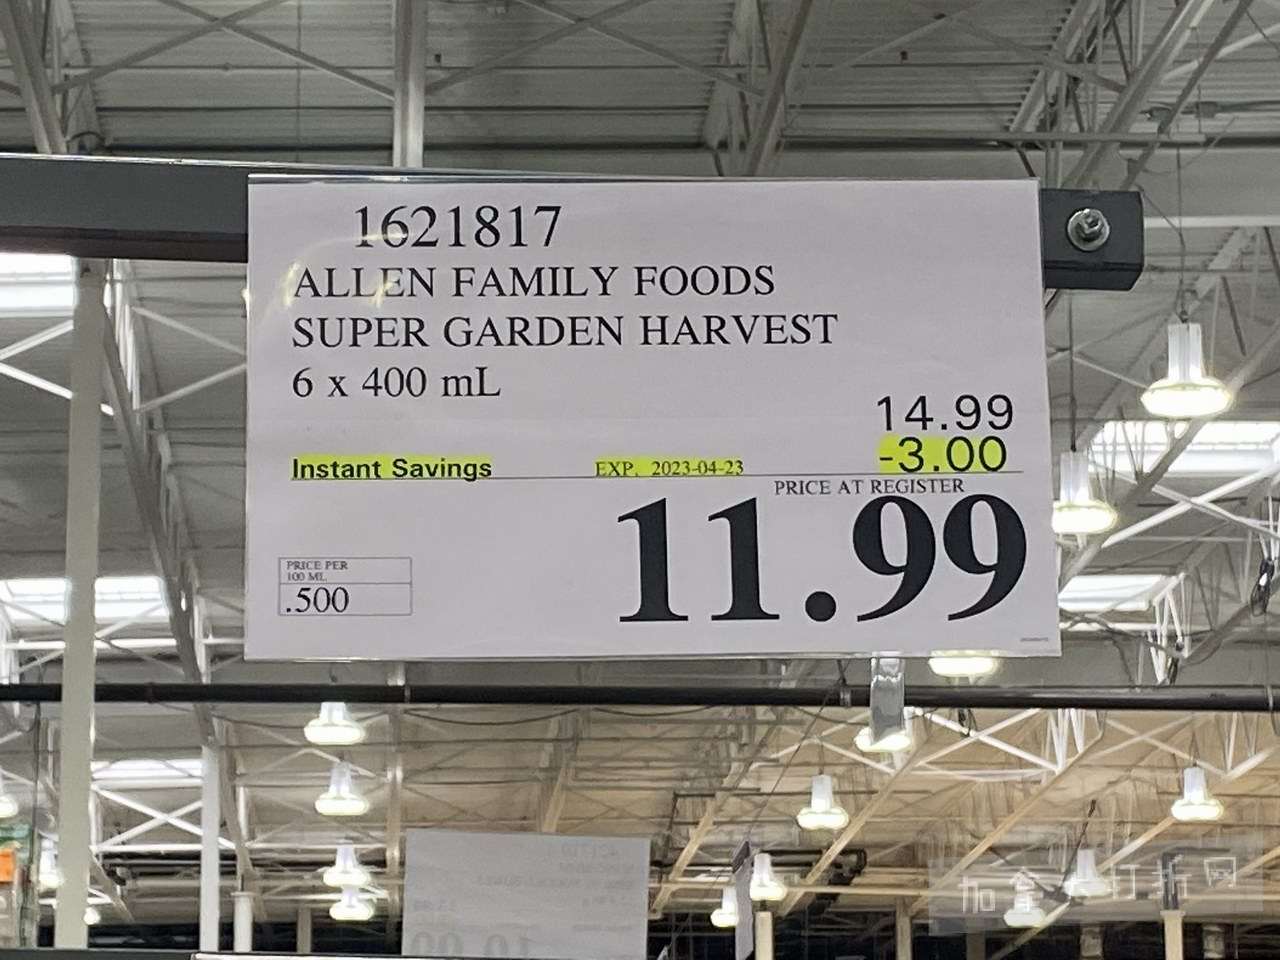 1621817
ALLEN FAMILY FOODS
SUPER GARDEN HARVEST
6 x 400 mL
14.99
Instant Savings EXP. 2023-04-23 -3.00
PRICE AT REGISTER
11.99
PRICE PER
100 ML
.500
加拿大打折网